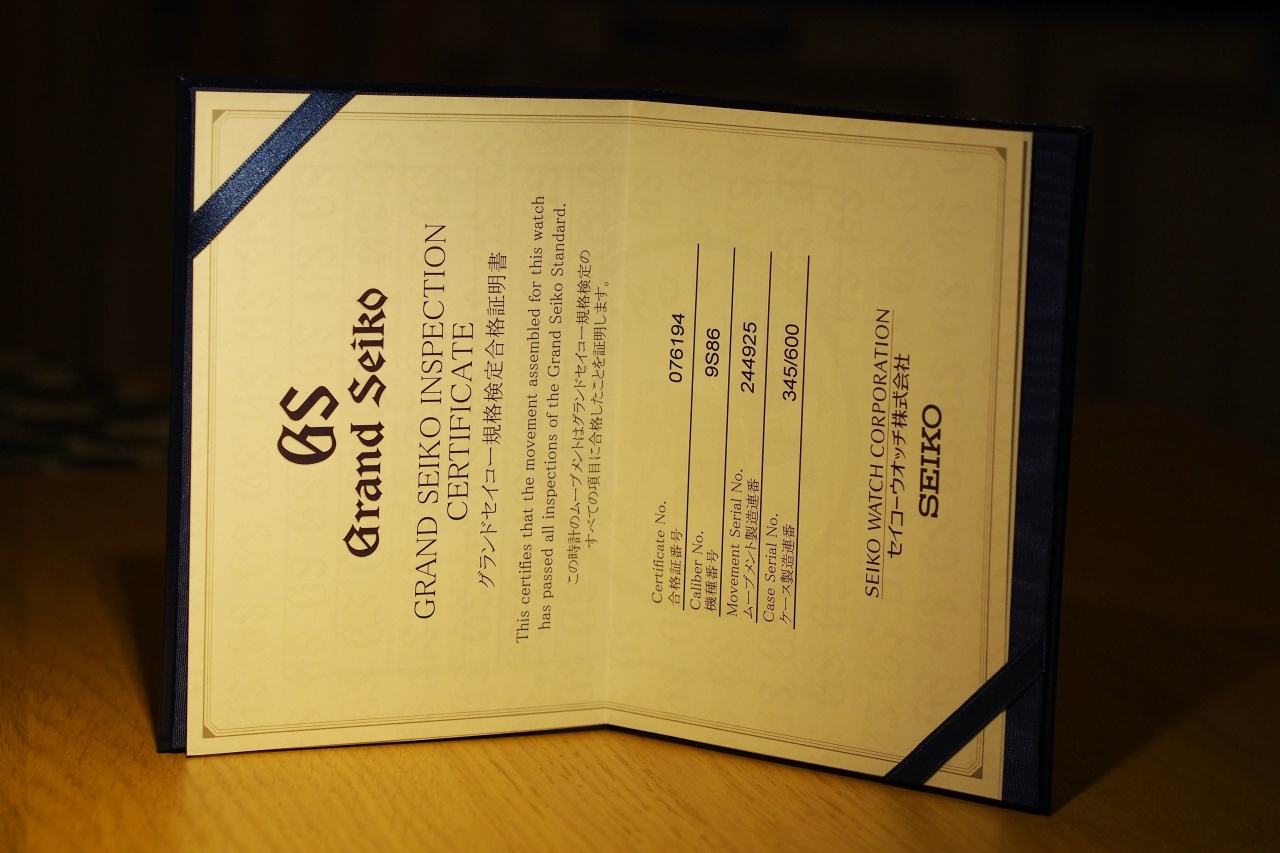 GS
Grand Seiko
GRAND SEIKO INSPECTION
CERTIFICATE
グランドセイコー規格検定合格証明書
This certifies that the movement assembled for this watch
has passed all inspections of the Grand Seiko Standard.
この時計のムーブメントはグランドセイコー規格検定の
すべての項目に合格したことを証明します。
Certificate No.
合格証番号 076194
Caliber No.
機種番号 9S86
Movement Serial No.
ムーブメント製造連番 244925
Case Serial No.
ケース製造連番 345/600
SEIKO WATCH CORPORATION
セイコーウオッチ株式会社
SEIKO